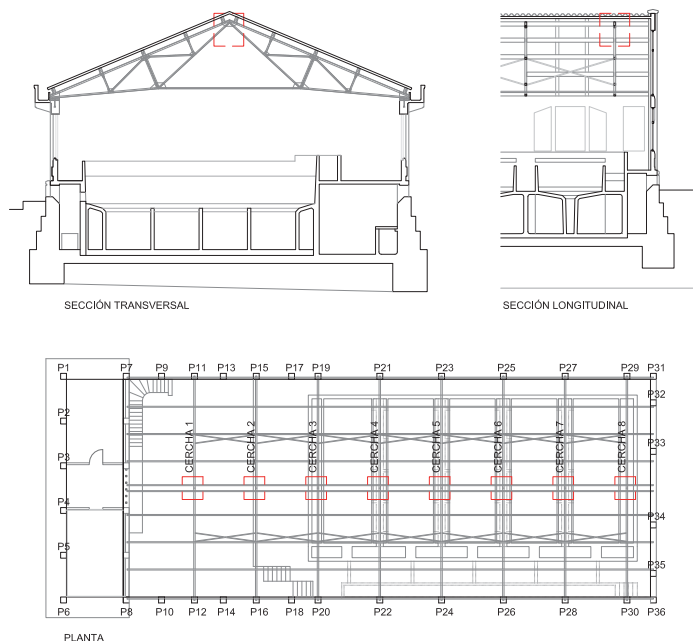 SECCIÓN TRANSVERSAL
SECCIÓN LONGITUDINAL
P1 P7 P9 P11 P13 P15 P17 P19 P21 P23 P25 P27 P29 P31
P32
P2
CERCHA 1 CERCHA 2 CERCHA 3 CERCHA 4 CERCHA 5 CERCHA 6 CERCHA 7 CERCHA 8
P33
P3
P4
P34
P5
P35
P6 P8 P10 P12 P14 P16 P18 P20 P22 P24 P26 P28 P30 P36
PLANTA